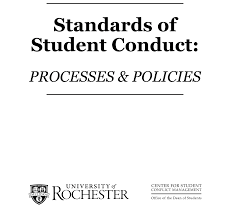 Standards of
Student Conduct:
PROCESSES & POLICIES
UNIVERSITY of
ROCHESTER
CENTER FOR STUDENT
CONFLICT MANAGEMENT
Office of the Dean of Students